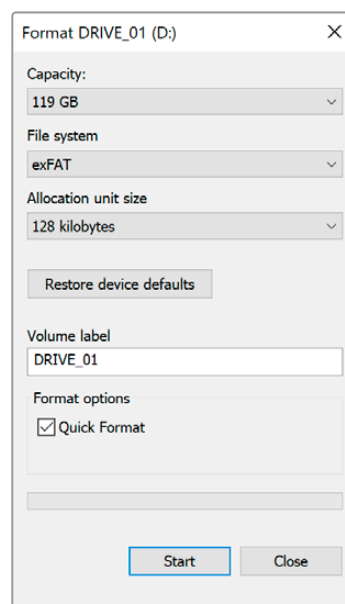 Format DRIVE_01 (D:)
Capacity:
119 GB
File system
exFAT
Allocation unit size
128 kilobytes
Restore device defaults
Volume label
DRIVE_01
Format options
Quick Format
Start Close